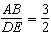 AB/DE = 3/2